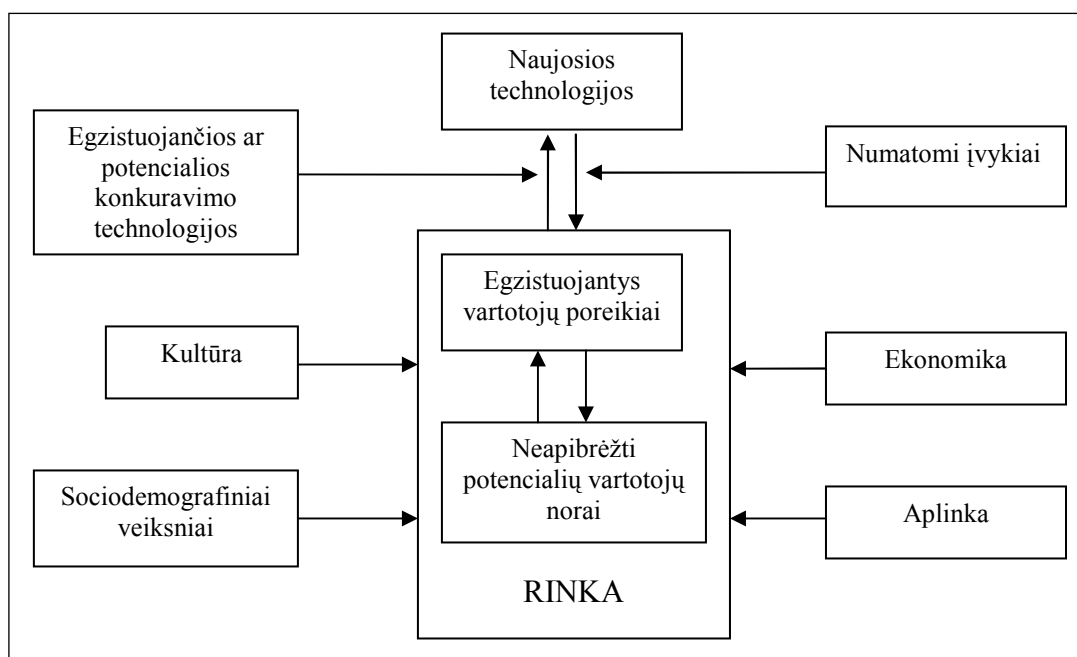 Naujosios
technologijos
Egzistuojančios ar
potencialios
konkuravimo
technologijos
Numatomi įvykiai
Egzistuojantys
vartotojų poreikiai
Kultūra
Ekonomika
Neapibrėžti
potencialių vartotojų
norai
Sociodemografiniai
veiksniai
Aplinka
RINKA